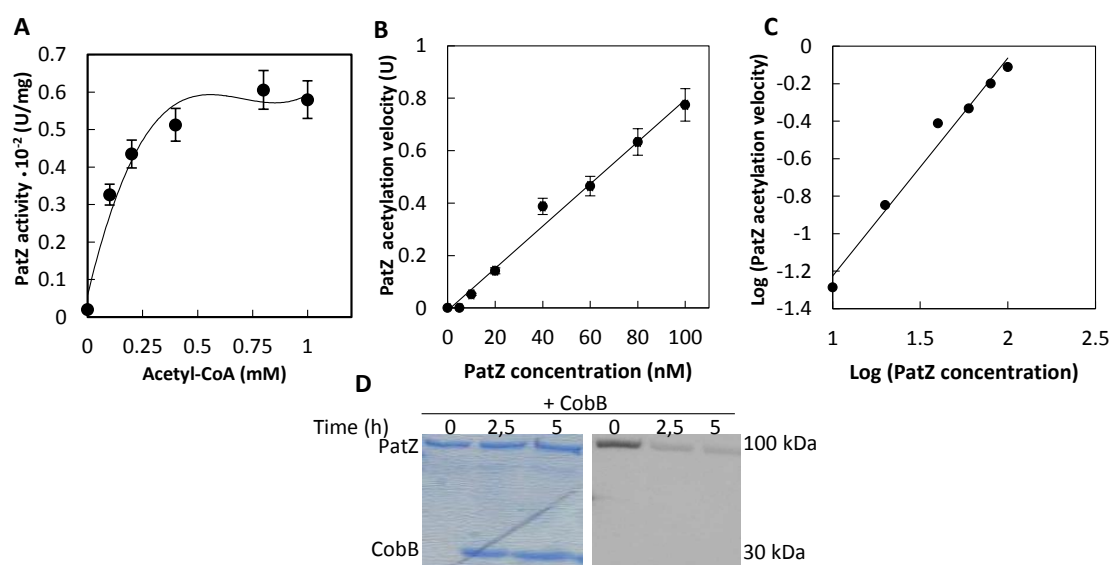 A
PatZ activity ·10-2 (U/mg)
0.7
0.6
0.5
0.4
0.3
0.2
0.1
0
0 0.25 0.5 0.75 1
Acetyl-CoA (mM)
B
PatZ acetylation velocity (U)
1
0.8
0.6
0.4
0.2
0
0 20 40 60 80 100
PatZ concentration (nM)
C
Log (PatZ acetylation velocity)
0
-0.2
-0.4
-0.6
-0.8
-1
-1.2
-1.4
1 1.5 2 2.5
Log (PatZ concentration)
D
+ CobB
Time (h) 0 2,5 5 0 2,5 5
PatZ 100 kDa
CobB 30 kDa